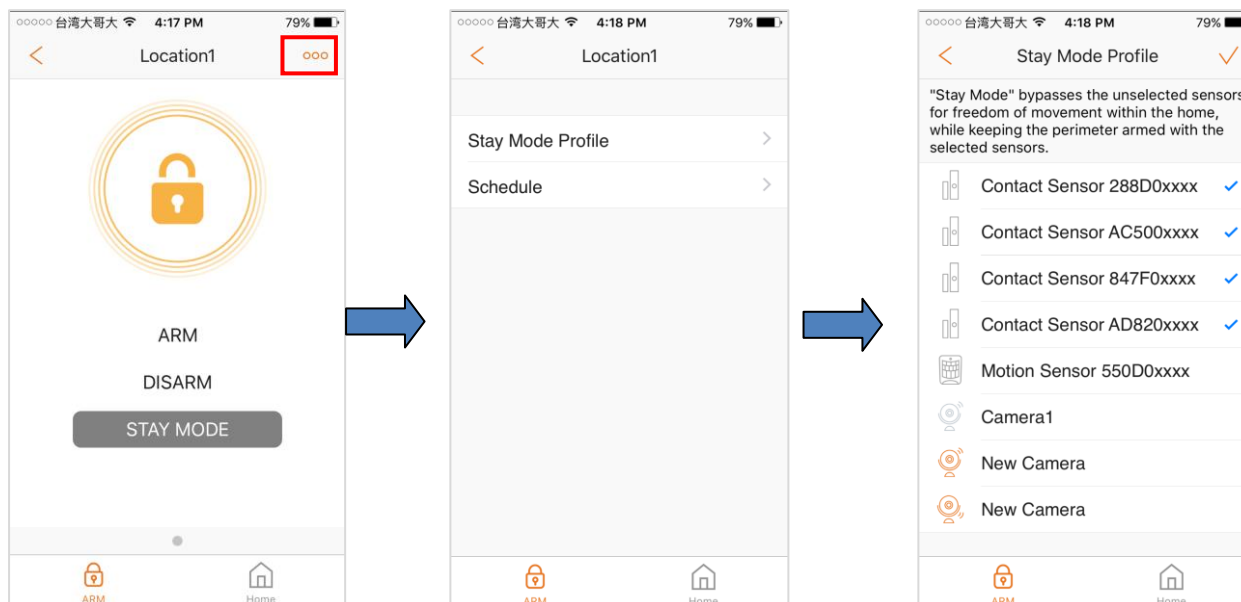 台湾大哥大 4:17 PM 79%
Location1
ARM
DISARM
STAY MODE
ARM Home
台湾大哥大 4:18 PM 79%
Location1
Stay Mode Profile
Schedule
ARM Home
台湾大哥大 4:18 PM 79%
Stay Mode Profile
"Stay Mode" bypasses the unselected sensors
for freedom of movement within the home,
while keeping the perimeter armed with the
selected sensors.
Contact Sensor 288D0xxxx
Contact Sensor AC500xxxx
Contact Sensor 847F0xxxx
Contact Sensor AD820xxxx
Motion Sensor 550D0xxxx
Camera1
New Camera
New Camera
ARM Home